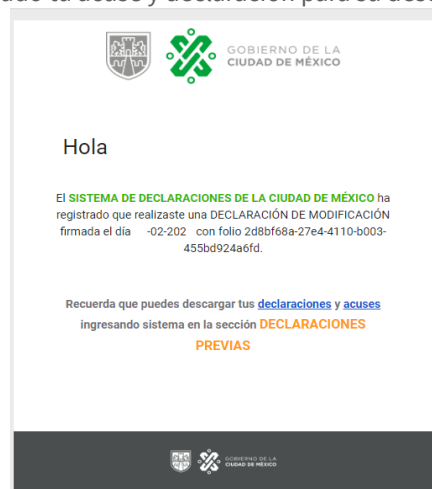 GOBIERNO DE LA
CIUDAD DE MÉXICO
Hola
El SISTEMA DE DECLARACIONES DE LA CIUDAD DE MÉXICO ha
registrado que realizaste una DECLARACIÓN DE MODIFICACIÓN
firmada el día -02-202 con folio 2d8bf68a-27e4-4110-b003-
455bd924a6fd.
Recuerda que puedes descargar tus declaraciones y acuses
ingresando sistema en la sección DECLARACIONES
PREVIAS
GOBIERNO DE LA
CIUDAD DE MÉXICO